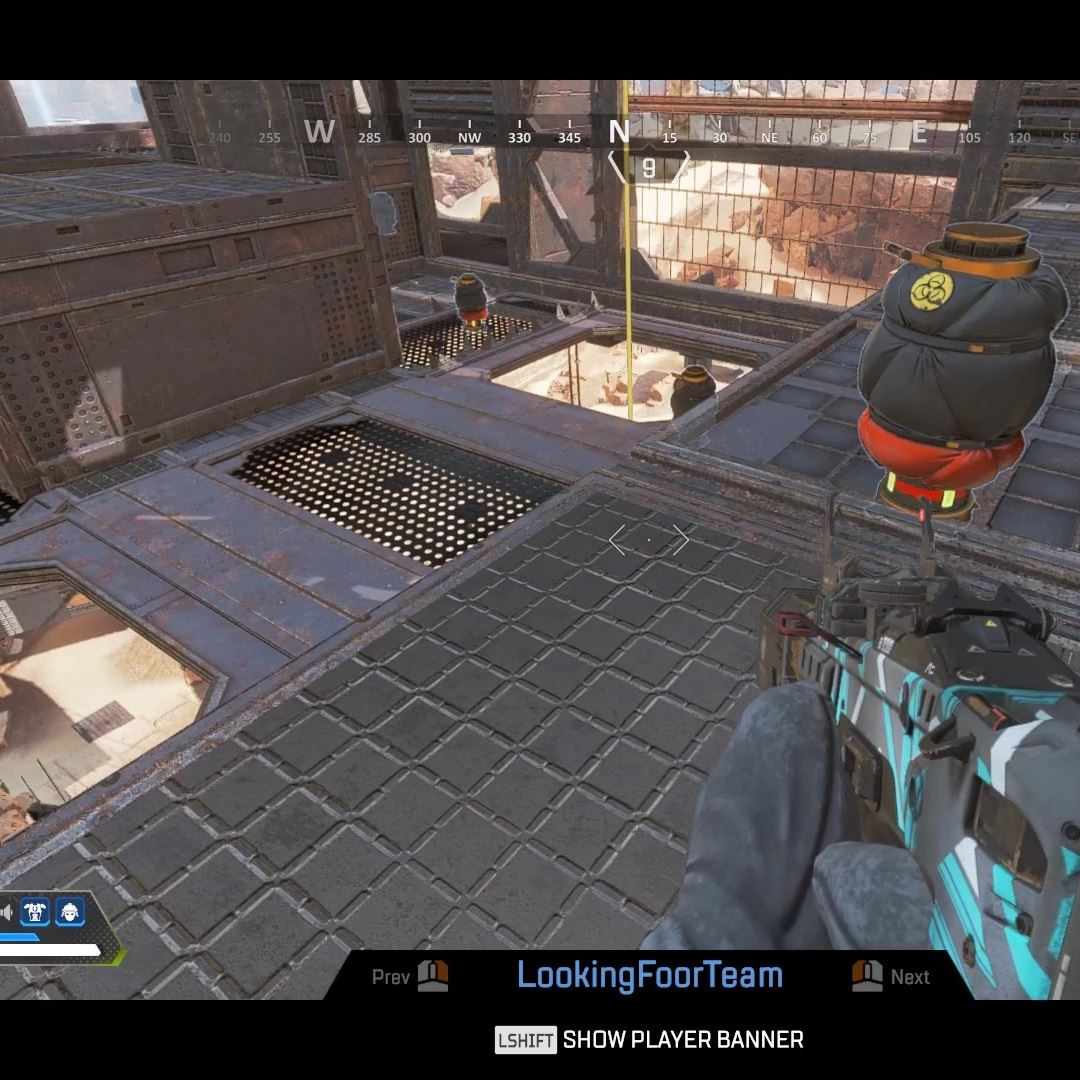 240 255 W 285 300 NW 330 345 N 15 30 NE 60 75 E 105 120 SE
9
Prev LookingFoorTeam Next
LSHIFT SHOW PLAYER BANNER